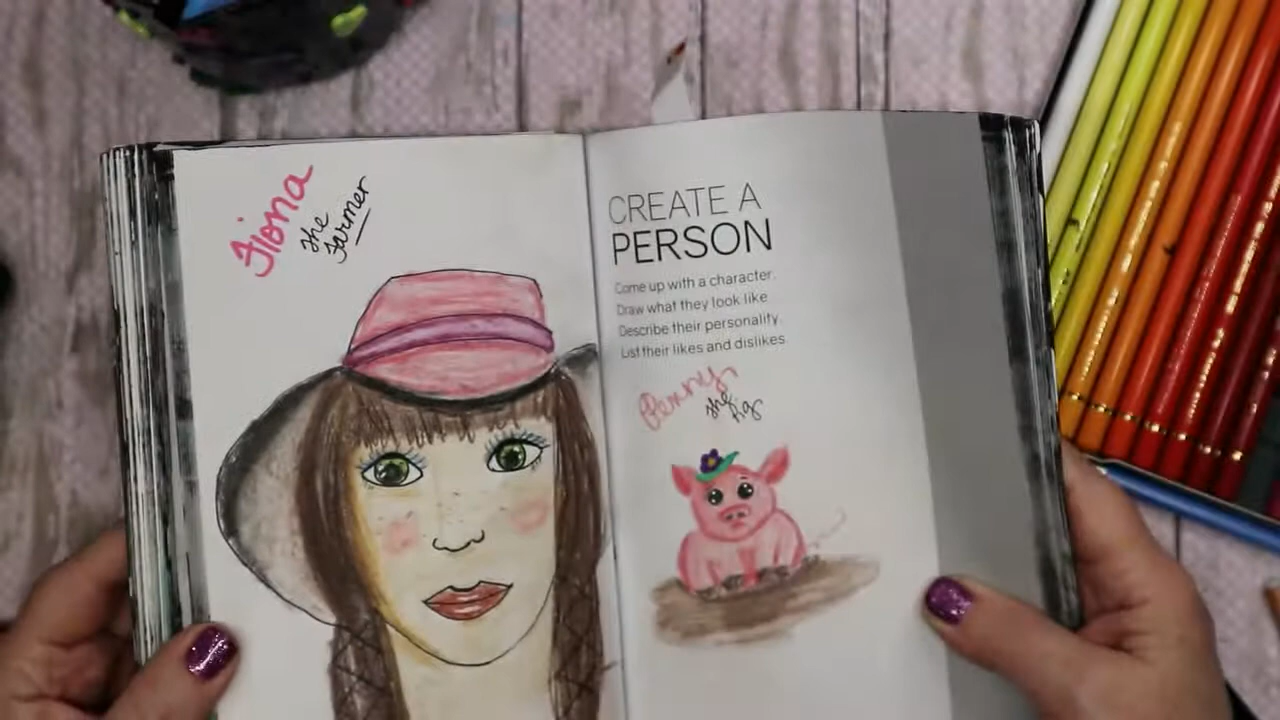 Fiona
the
Farmer
CREATE A
PERSON
Come up with a character.
Draw what they look like
Describe their personality
List their likes and dislikes
Penny,
the
Pig